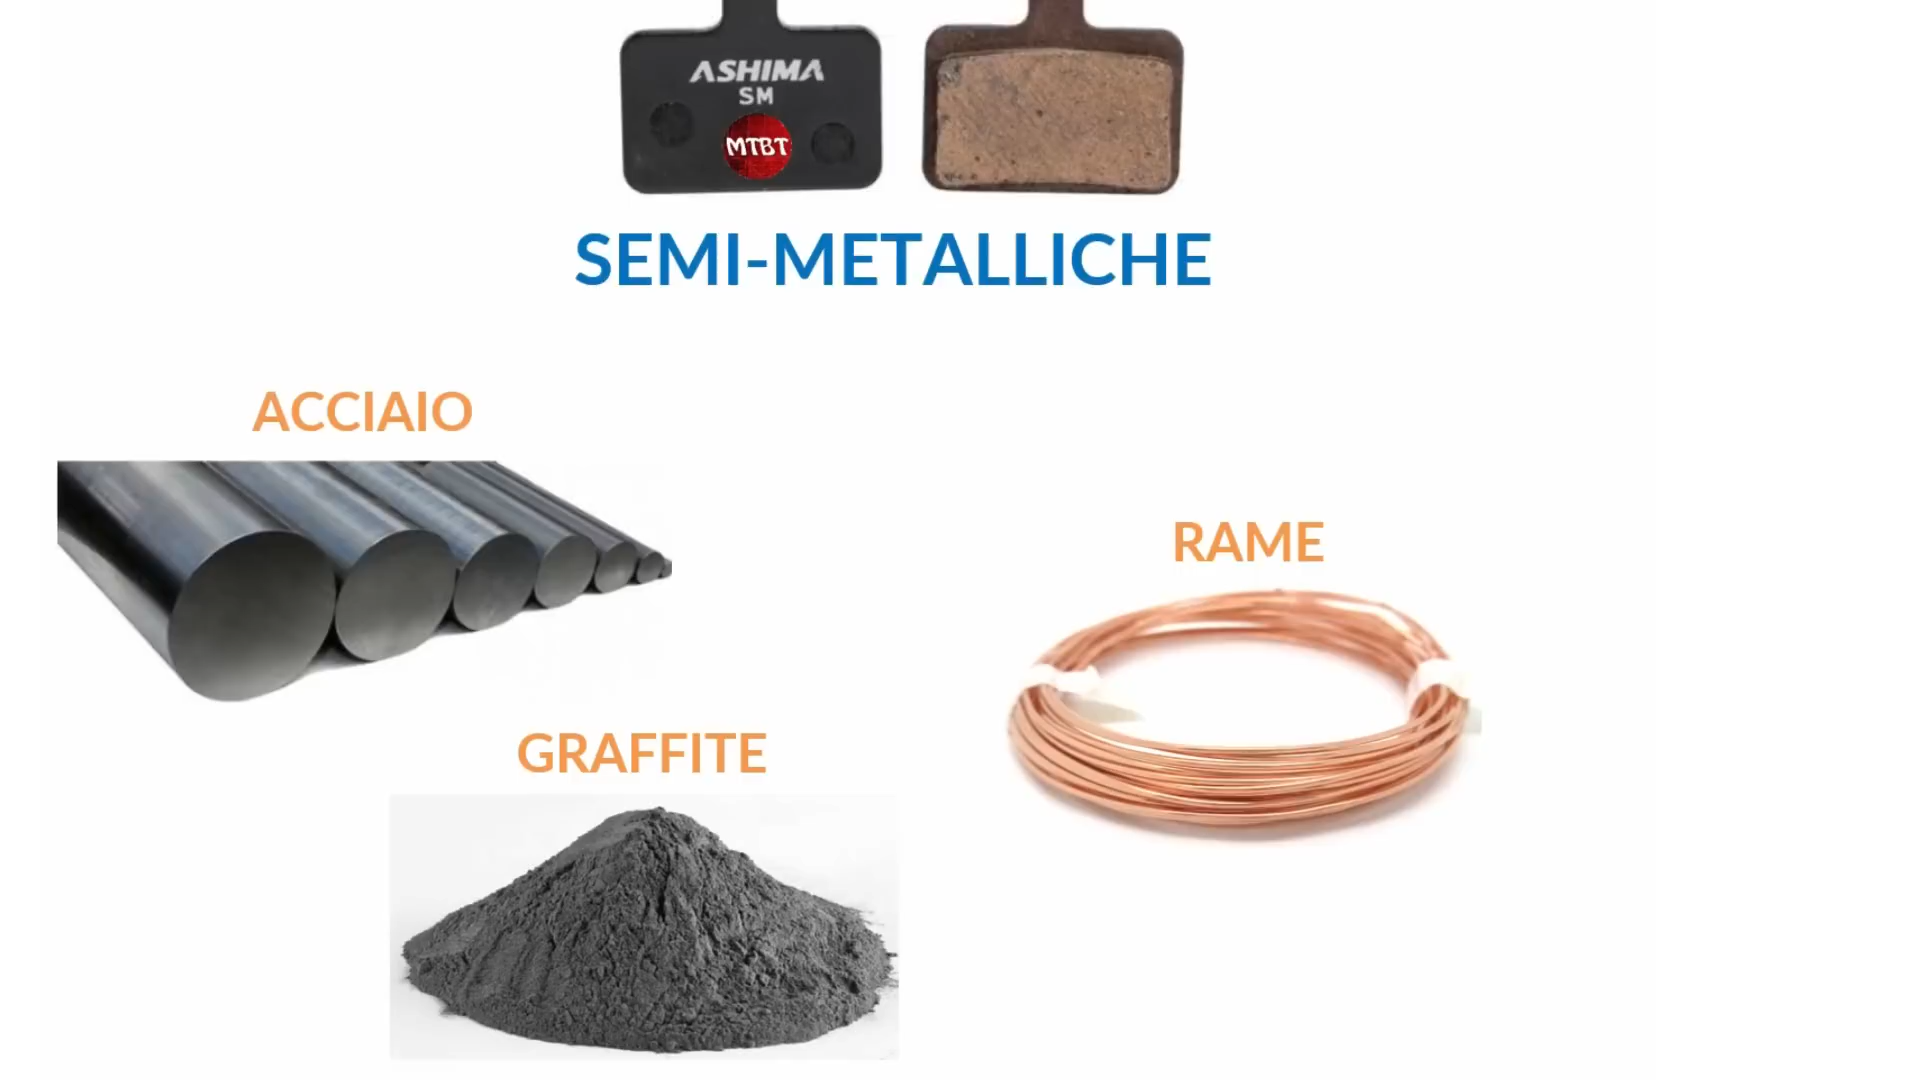 ASHIMA
SM
MTBT
SEMI-METALLICHE
ACCIAIO
RAME
GRAFFITE